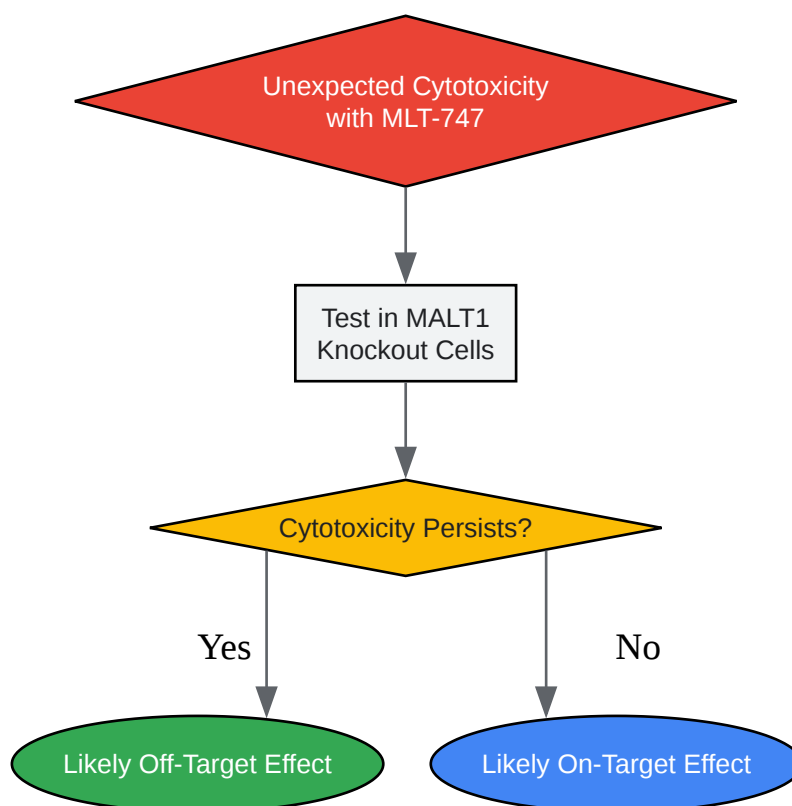 Unexpected Cytotoxicity
with MLT-747
Test in MALT1
Knockout Cells
Cytotoxicity Persists?
Yes
No
Likely Off-Target Effect
Likely On-Target Effect